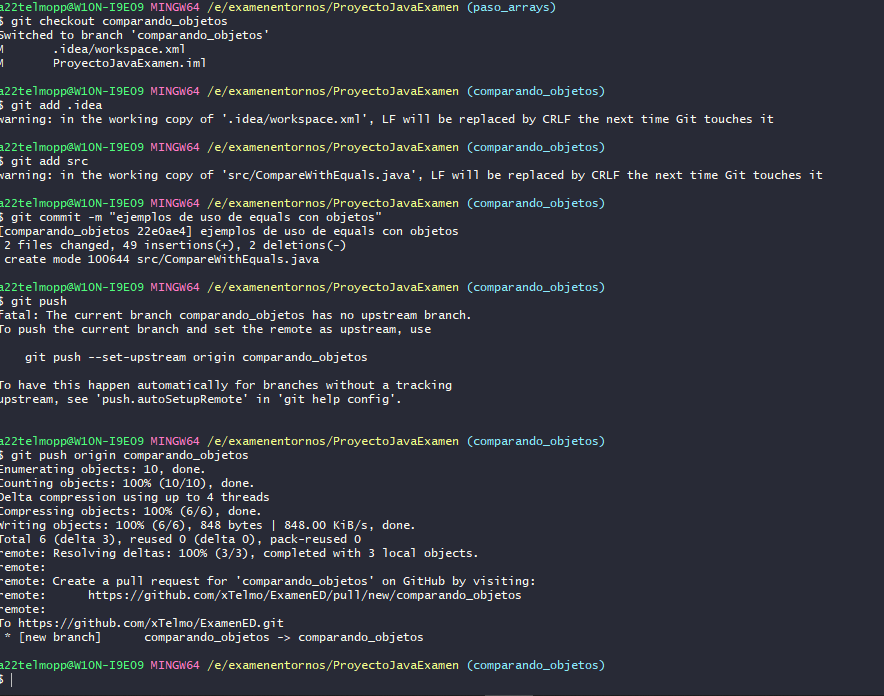 a22telmopp@W10N-I9E09 MINGW64 /e/examenentornos/ProyectoJavaExamen (paso_arrays)
$ git checkout comparando_objetos
Switched to branch 'comparando_objetos'
M       .idea/workspace.xml
M       ProyectoJavaExamen.iml

a22telmopp@W10N-I9E09 MINGW64 /e/examenentornos/ProyectoJavaExamen (comparando_objetos)
$ git add .idea
warning: in the working copy of '.idea/workspace.xml', LF will be replaced by CRLF the next time Git touches it

a22telmopp@W10N-I9E09 MINGW64 /e/examenentornos/ProyectoJavaExamen (comparando_objetos)
$ git add src
warning: in the working copy of 'src/CompareWithEquals.java', LF will be replaced by CRLF the next time Git touches it

a22telmopp@W10N-I9E09 MINGW64 /e/examenentornos/ProyectoJavaExamen (comparando_objetos)
$ git commit -m "ejemplos de uso de equals con objetos"
[comparando_objetos 22e0ae4] ejemplos de uso de equals con objetos
 2 files changed, 49 insertions(+), 2 deletions(-)
 create mode 100644 src/CompareWithEquals.java

a22telmopp@W10N-I9E09 MINGW64 /e/examenentornos/ProyectoJavaExamen (comparando_objetos)
$ git push
fatal: The current branch comparando_objetos has no upstream branch.
To push the current branch and set the remote as upstream, use

    git push --set-upstream origin comparando_objetos

To have this happen automatically for branches without a tracking
upstream, see 'push.autoSetupRemote' in 'git help config'.

a22telmopp@W10N-I9E09 MINGW64 /e/examenentornos/ProyectoJavaExamen (comparando_objetos)
$ git push origin comparando_objetos
Enumerating objects: 10, done.
Counting objects: 100% (10/10), done.
Delta compression using up to 4 threads
Compressing objects: 100% (6/6), done.
Writing objects: 100% (6/6), 848 bytes | 848.00 KiB/s, done.
Total 6 (delta 3), reused 0 (delta 0), pack-reused 0
remote: Resolving deltas: 100% (3/3), completed with 3 local objects.
remote:
remote: Create a pull request for 'comparando_objetos' on GitHub by visiting:
remote:      https://github.com/xTelmo/ExamenED/pull/new/comparando_objetos
remote:
To https://github.com/xTelmo/ExamenED.git
 * [new branch]      comparando_objetos -> comparando_objetos

a22telmopp@W10N-I9E09 MINGW64 /e/examenentornos/ProyectoJavaExamen (comparando_objetos)
$